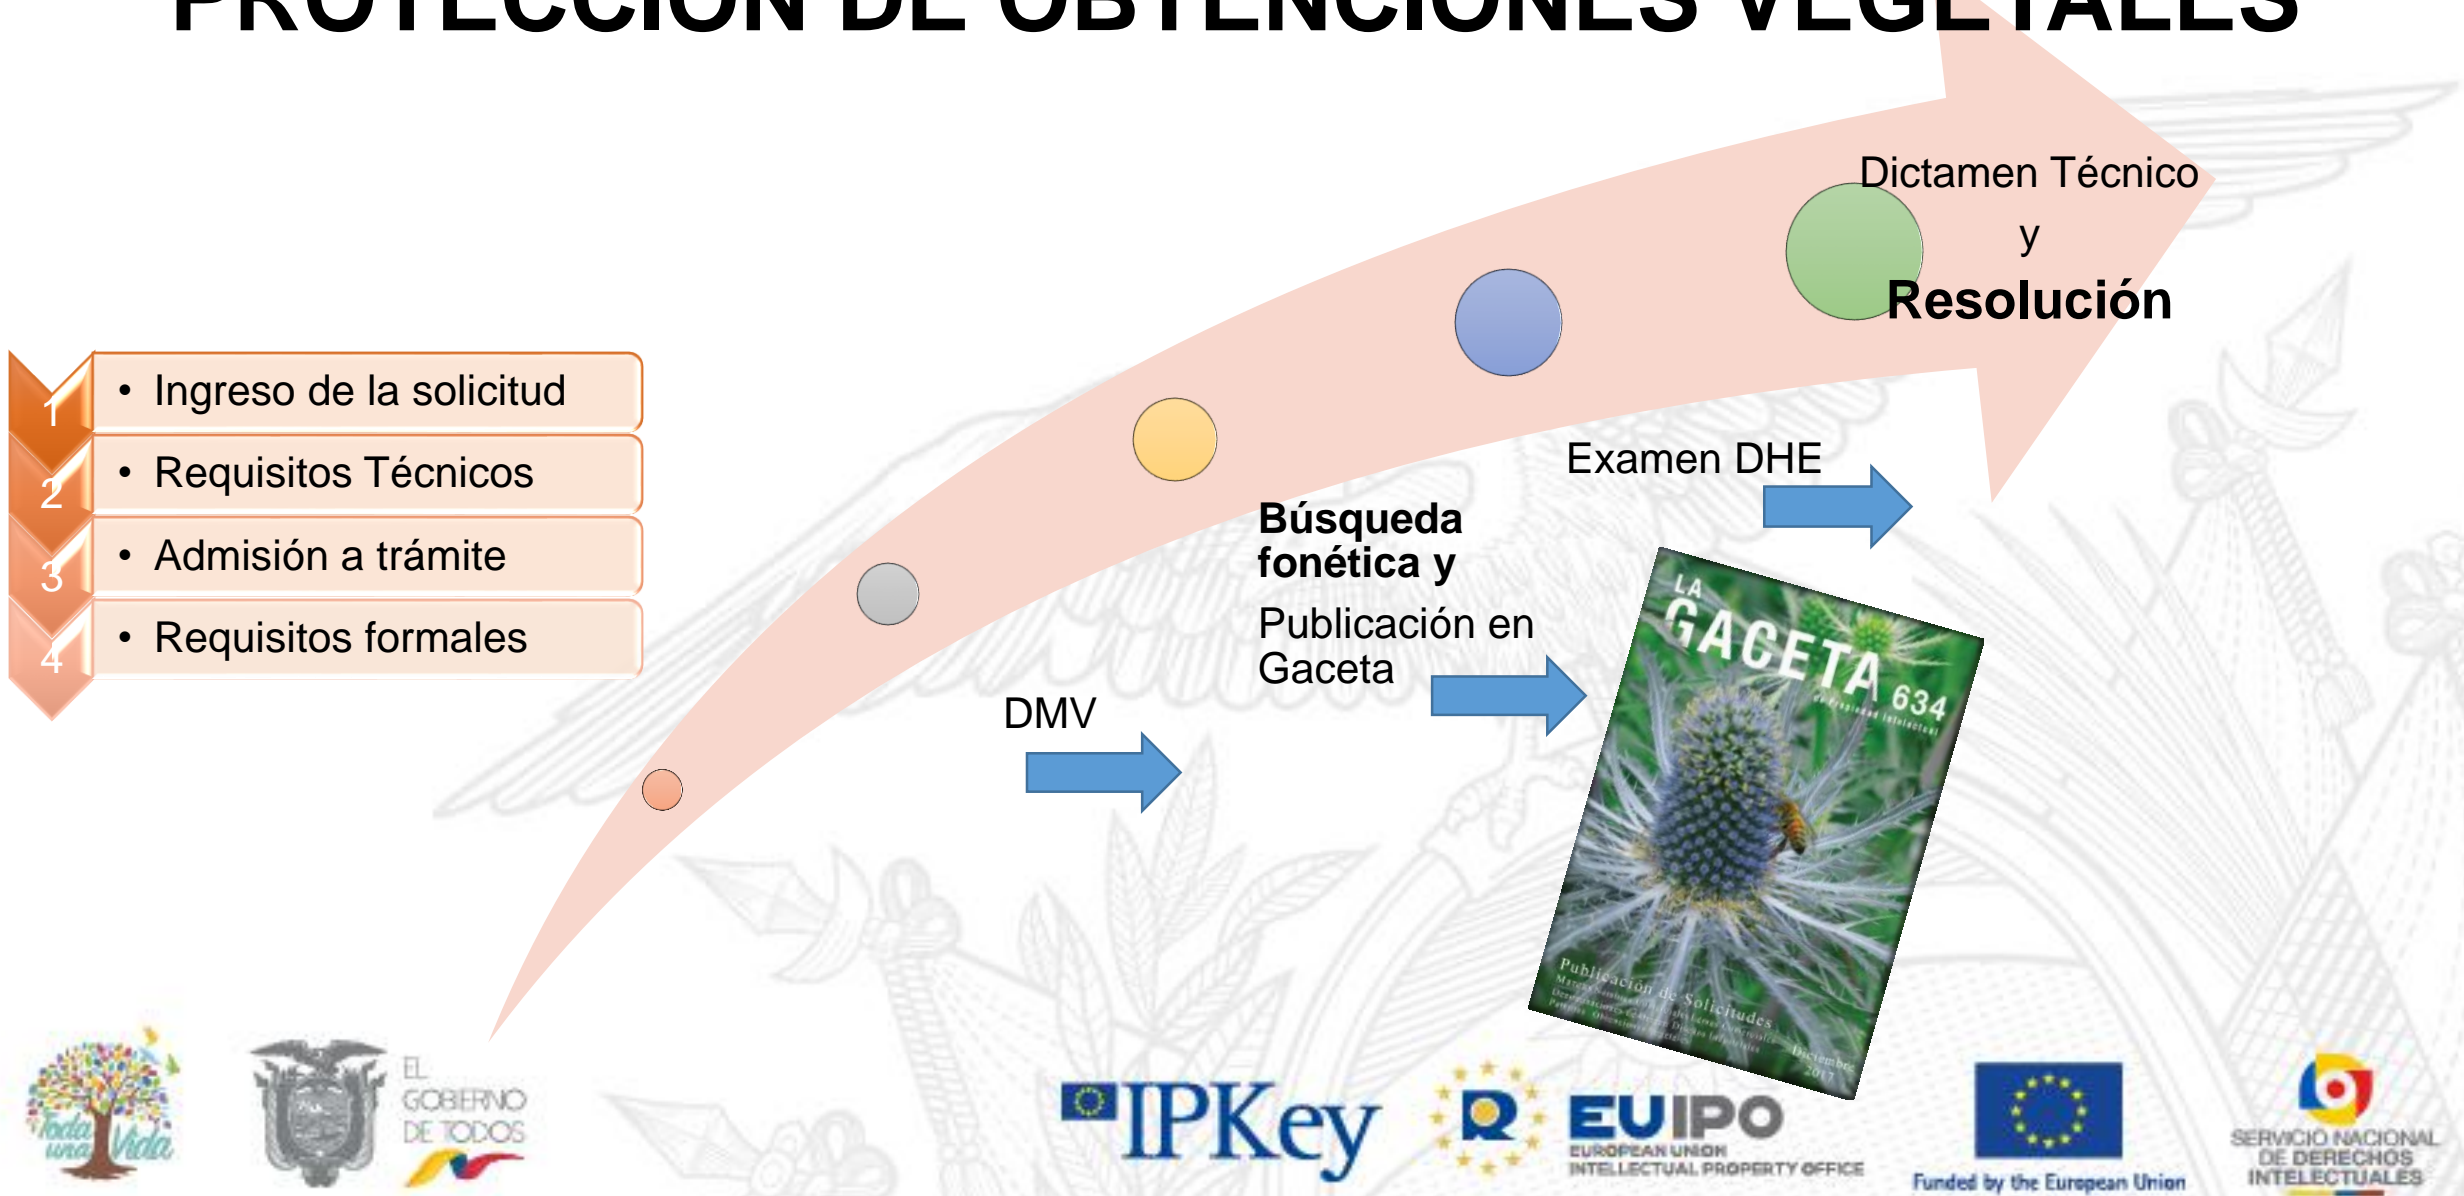 PROTECCIÓN DE OBTENCIONES VEGETALES
Dictamen Técnico
y
Resolución
1
• Ingreso de la solicitud
2
• Requisitos Técnicos
3
• Admisión a trámite
4
• Requisitos formales
Examen DHE
Búsqueda
fonética y
Publicación en
Gaceta
DMV
LA
GACETA 634
de Propiedad Intelectual
Publicación de Solicitudes
Diciembre
2017
Toda
una Vida
EL
GOBIERNO
DE TODOS
IPKey
EUIPO
EUROPEAN UNION
INTELLECTUAL PROPERTY OFFICE
Funded by the European Union
SERVICIO NACIONAL
DE DERECHOS
INTELECTUALES